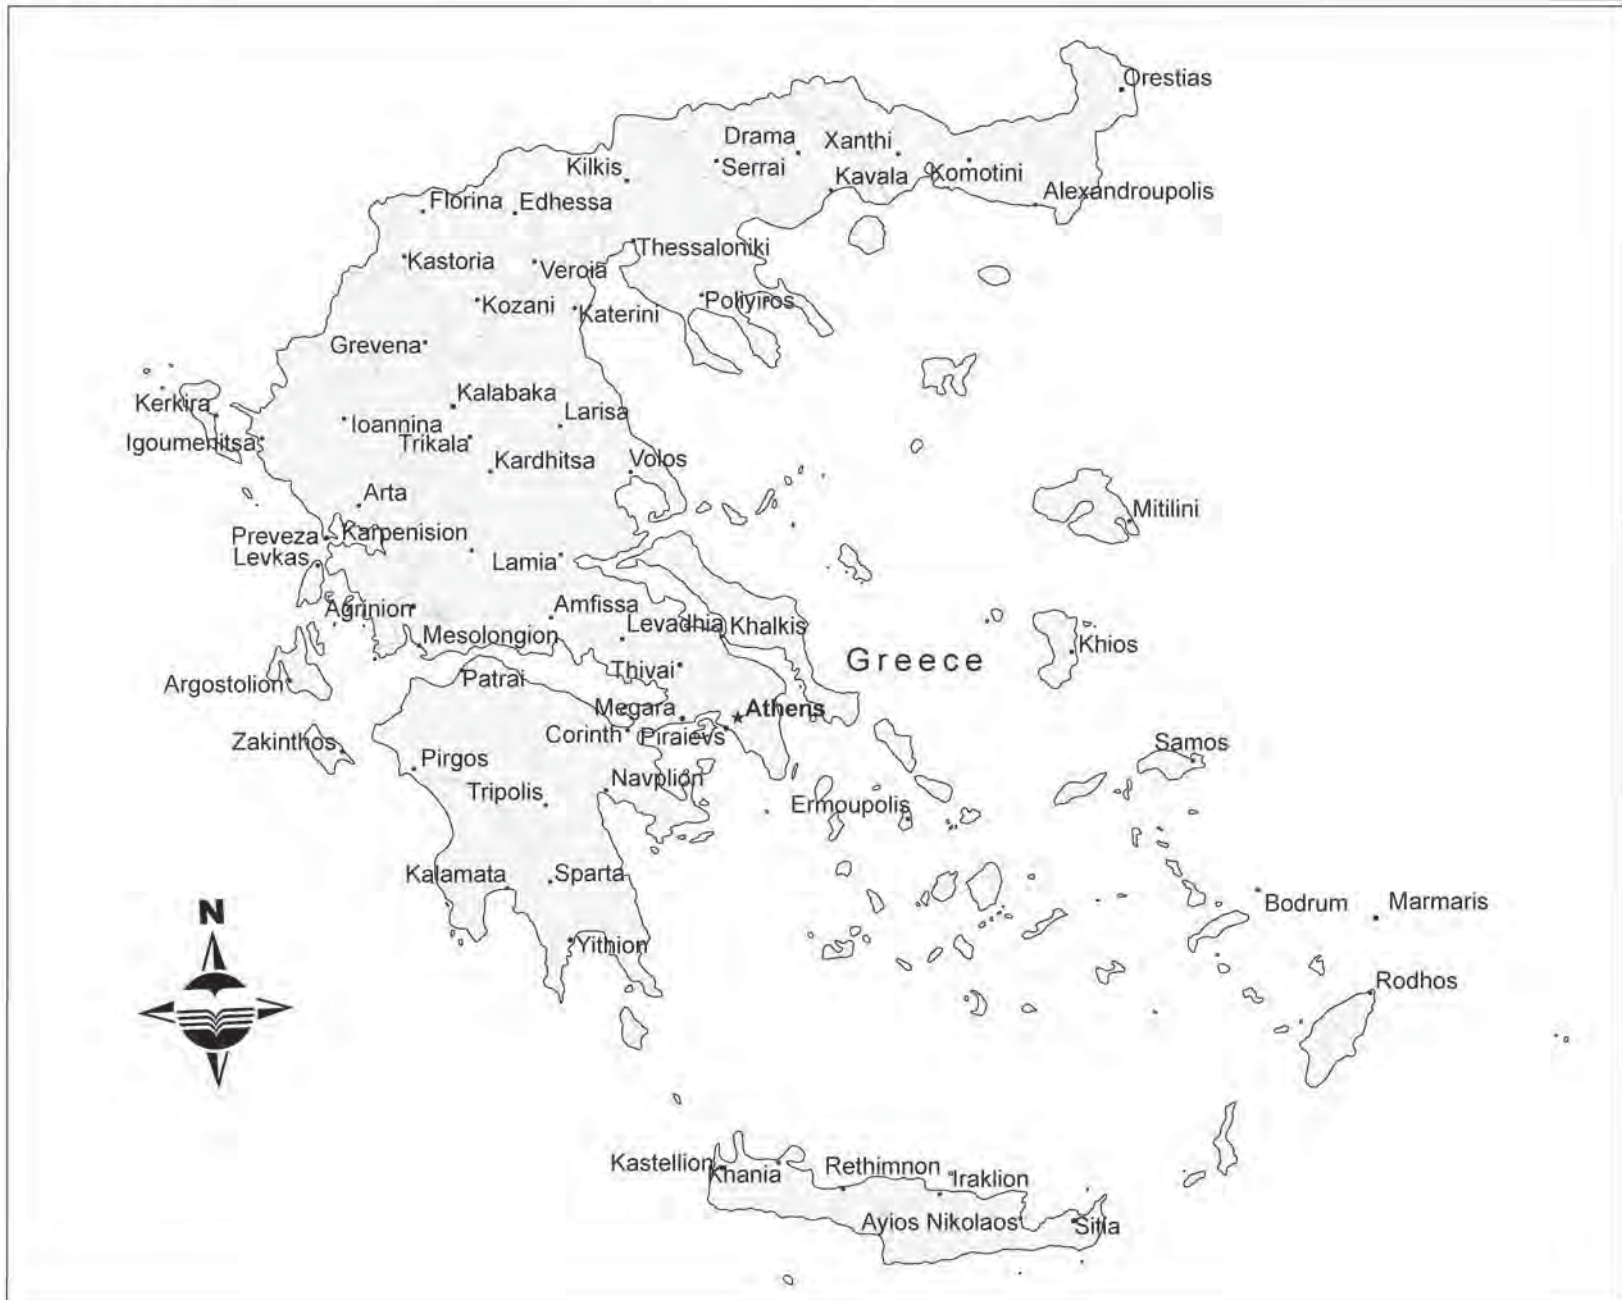 Orestias
Drama
Xanthi
Kilkis
Serrai
Komotini
Kavala
Alexandroupolis
Florina
Edhessa
Thessaloniki
Kastoria
Veroia
Poliyiros
Kozani
Katerini
Grevena
Kalabaka
Kerkira
Larisa
Ioannina
Igoumenitsa
Trikala
Kardhitsa
Volos
Arta
Mitilini
Preveza
Karpenision
Levkas
Lamia
Agrinion
Amfissa
Levadhia
Khalkis
Mesolongion
Khios
Greece
Thivai
Patrai
Argostolion
Megara
Athens
Corinth
Piraievs
Zakinthos
Samos
Pirgos
Navplion
Tripolis
Ermoupolis
Kalamata
Sparta
Bodrum
Marmaris
N
Yithion
Rodhos
Kastellion
Khania
Rethimnon
Iraklion
Ayios Nikolaos
Sitia